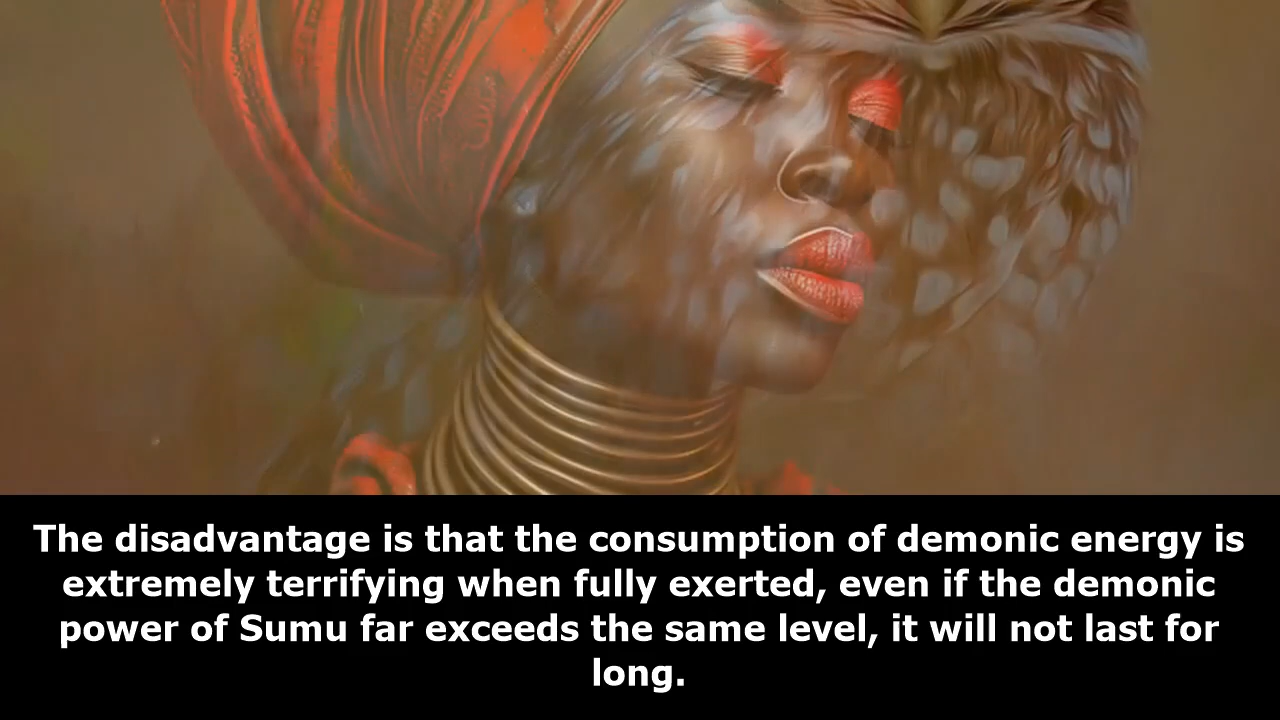 The disadvantage is that the consumption of demonic energy is
extremely terrifying when fully exerted, even if the demonic
power of Sumu far exceeds the same level, it will not last for
long.